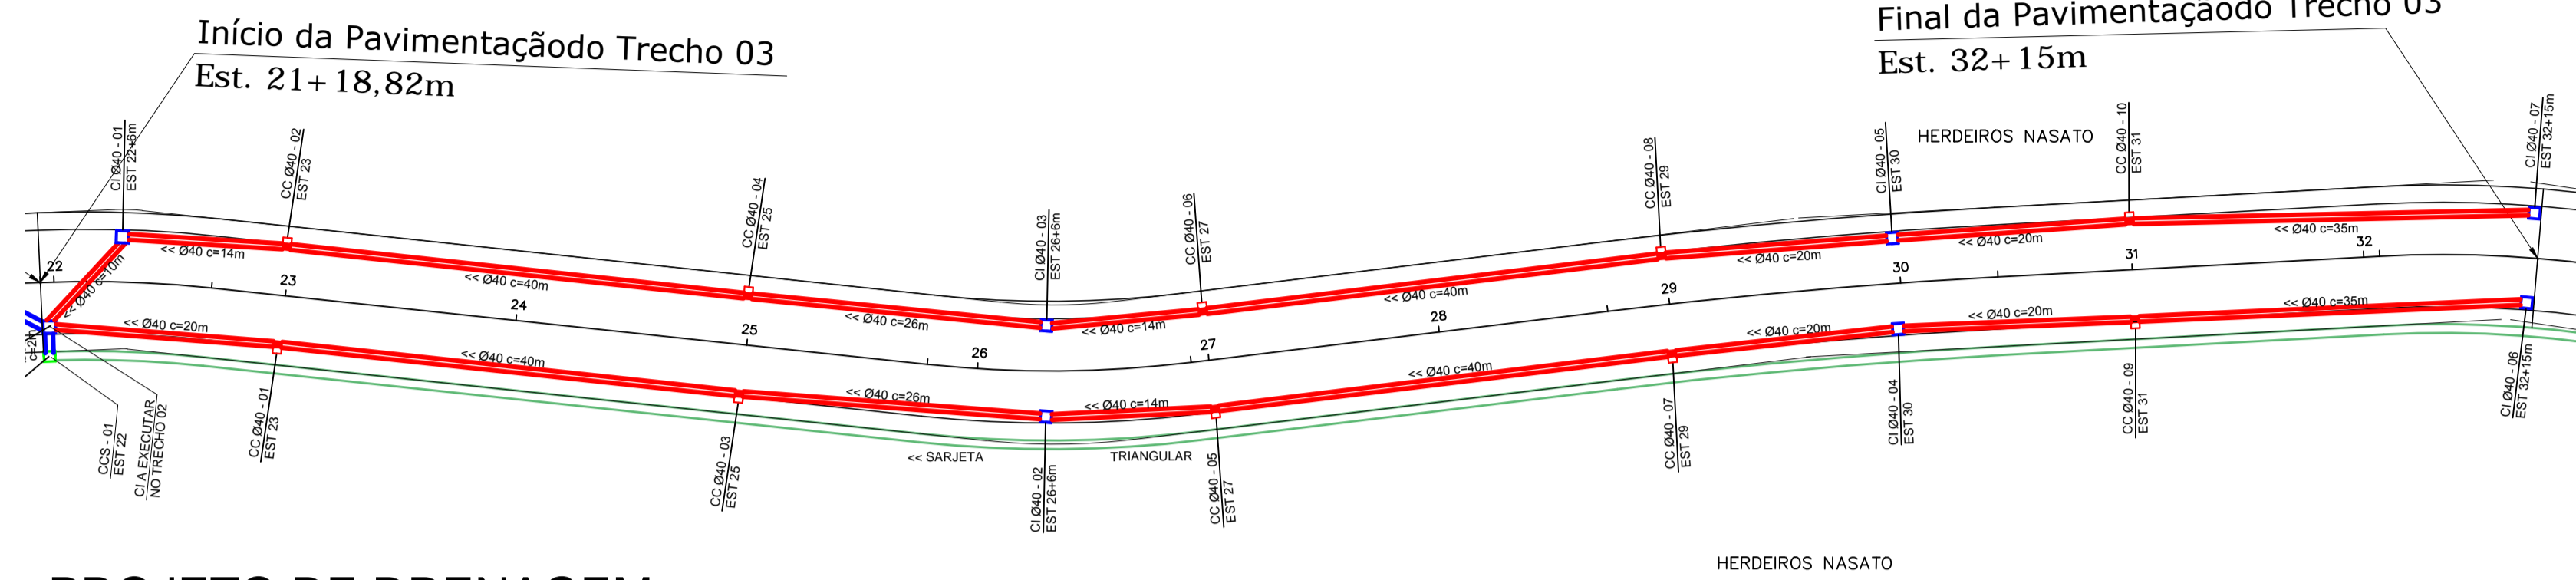 Início da Pavimentaçãodo Trecho 03
Est. 21+18,82m
Final da Pavimentaçãodo Trecho 03
Est. 32+15m
CI Ø40 - 01
EST 22+6m
CC Ø40 - 02
EST 23
CC Ø40 - 04
EST 25
CI Ø40 - 03
EST 26+6m
CC Ø40 - 06
EST 27
CC Ø40 - 08
EST 29
CI Ø40 - 05
EST 30
HERDEIROS NASATO
CC Ø40 - 10
EST 31
CI Ø40 - 07
EST 32+15m
<< Ø40 c=14m
<< Ø40 c=40m
<< Ø40 c=26m
<< Ø40 c=14m
<< Ø40 c=40m
<< Ø40 c=20m
<< Ø40 c=20m
<< Ø40 c=35m
<< Ø40 c=10m
22
23
24
25
26
27
28
29
30
31
32
c=2m
<< Ø40 c=20m
<< Ø40 c=40m
<< Ø40 c=26m
<< Ø40 c=14m
<< Ø40 c=40m
<< Ø40 c=20m
<< Ø40 c=20m
<< Ø40 c=35m
CCS - 01
EST 22
CI A EXECUTAR
NO TRECHO 02
CC Ø40 - 01
EST 23
CC Ø40 - 03
EST 25
<< SARJETA TRIANGULAR
CI Ø40 - 02
EST 26+6m
CC Ø40 - 05
EST 27
CC Ø40 - 07
EST 29
CI Ø40 - 04
EST 30
CC Ø40 - 09
EST 31
CI Ø40 - 06
EST 32+15m
HERDEIROS NASATO
PROJETO DE DRENAGEM